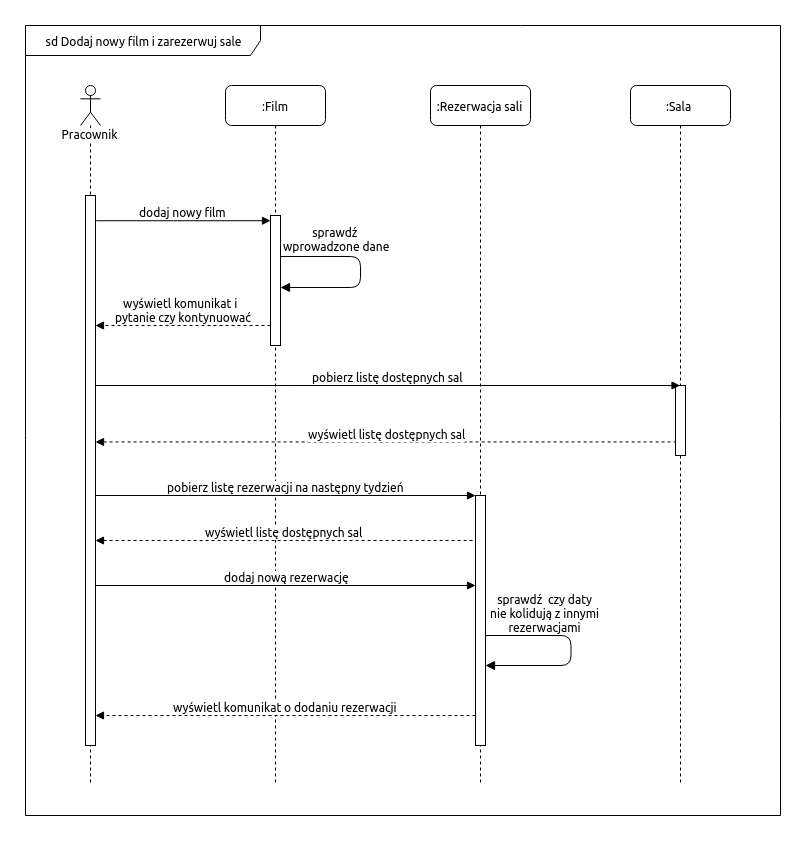 sd Dodaj nowy film i zarezerwuj sale
Pracownik
:Film
:Rezerwacja sali
:Sala
dodaj nowy film
sprawdź
wprowadzone dane
wyświetl komunikat i
pytanie czy kontynuować
pobierz listę dostępnych sal
wyświetl listę dostępnych sal
pobierz listę rezerwacji na następny tydzień
wyświetl listę dostępnych sal
dodaj nową rezerwację
sprawdź czy daty
nie kolidują z innymi
rezerwacjami
wyświetl komunikat o dodaniu rezerwacji